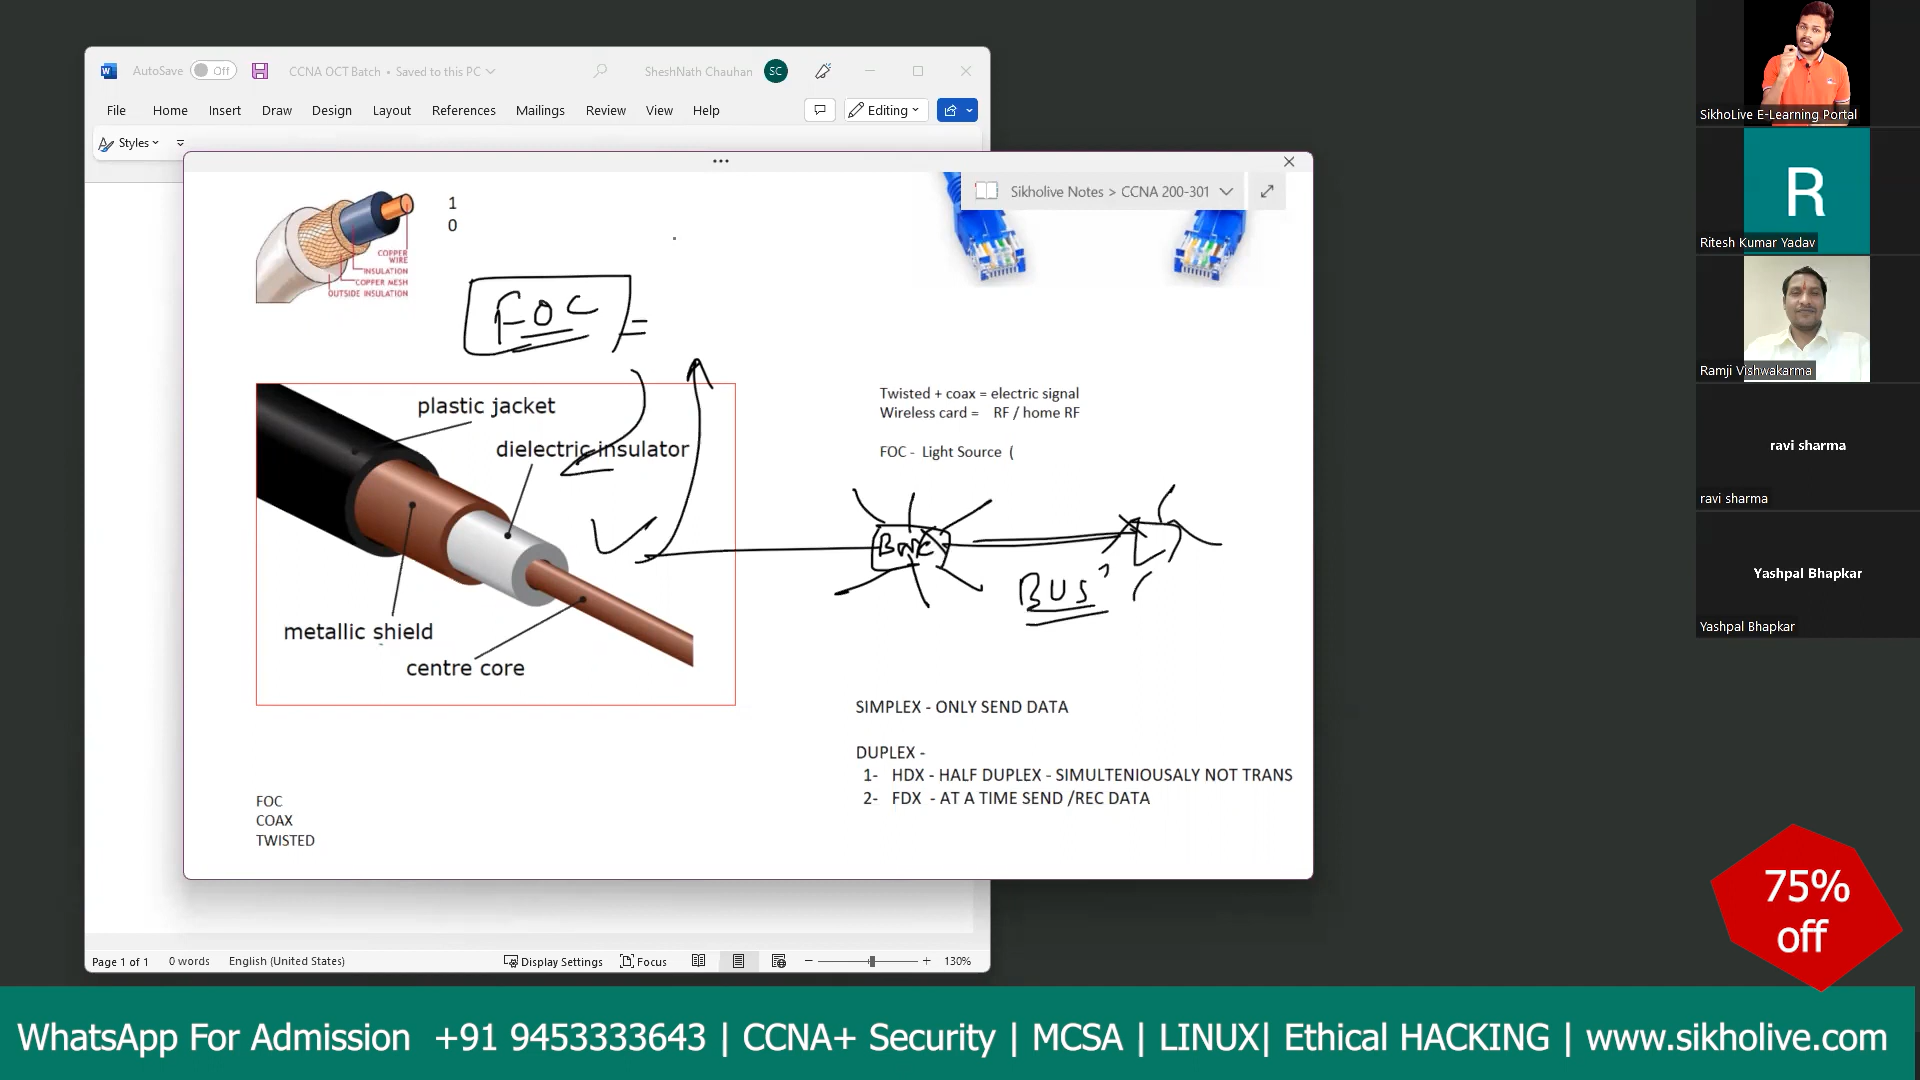 AutoSave Off CCNA OCT Batch • Saved to this PC SheshNath Chauhan SC
File Home Insert Draw Design Layout References Mailings Review View Help Editing
Styles
Sikholive Notes > CCNA 200-301
1
0
COPPER
WIRE
INSULATION
COPPER MESH
OUTSIDE INSULATION
FOC =
plastic jacket
dielectric insulator
metallic shield
centre core
Twisted + coax = electric signal
Wireless card = RF / home RF
FOC - Light Source (
BNC
BUS
SIMPLEX - ONLY SEND DATA
DUPLEX -
1- HDX - HALF DUPLEX - SIMULTENIOUSALY NOT TRANS
2- FDX - AT A TIME SEND /REC DATA
FOC
COAX
TWISTED
Page 1 of 1 0 words English (United States) Display Settings Focus 130%
SikhoLive E-Learning Portal
R
Ritesh Kumar Yadav
Ramji Vishwakarma
ravi sharma
ravi sharma
Yashpal Bhapkar
Yashpal Bhapkar
75%
off
WhatsApp For Admission +91 9453333643 | CCNA+ Security | MCSA | LINUX| Ethical HACKING | www.sikholive.com